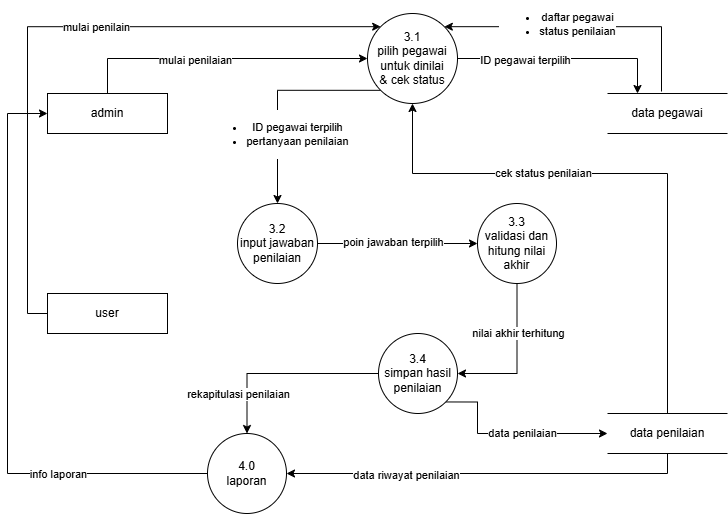 mulai penilain
• daftar pegawai
• status penilaian
3.1
pilih pegawai
untuk dinilai
& cek status
mulai penilaian
ID pegawai terpilih
admin
data pegawai
• ID pegawai terpilih
• pertanyaan penilaian
cek status penilaian
3.2
input jawaban
penilaian
poin jawaban terpilih
3.3
validasi dan
hitung nilai
akhir
user
nilai akhir terhitung
3.4
simpan hasil
penilaian
rekapitulasi penilaian
data penilaian
data penilaian
4.0
laporan
info laporan
data riwayat penilaian